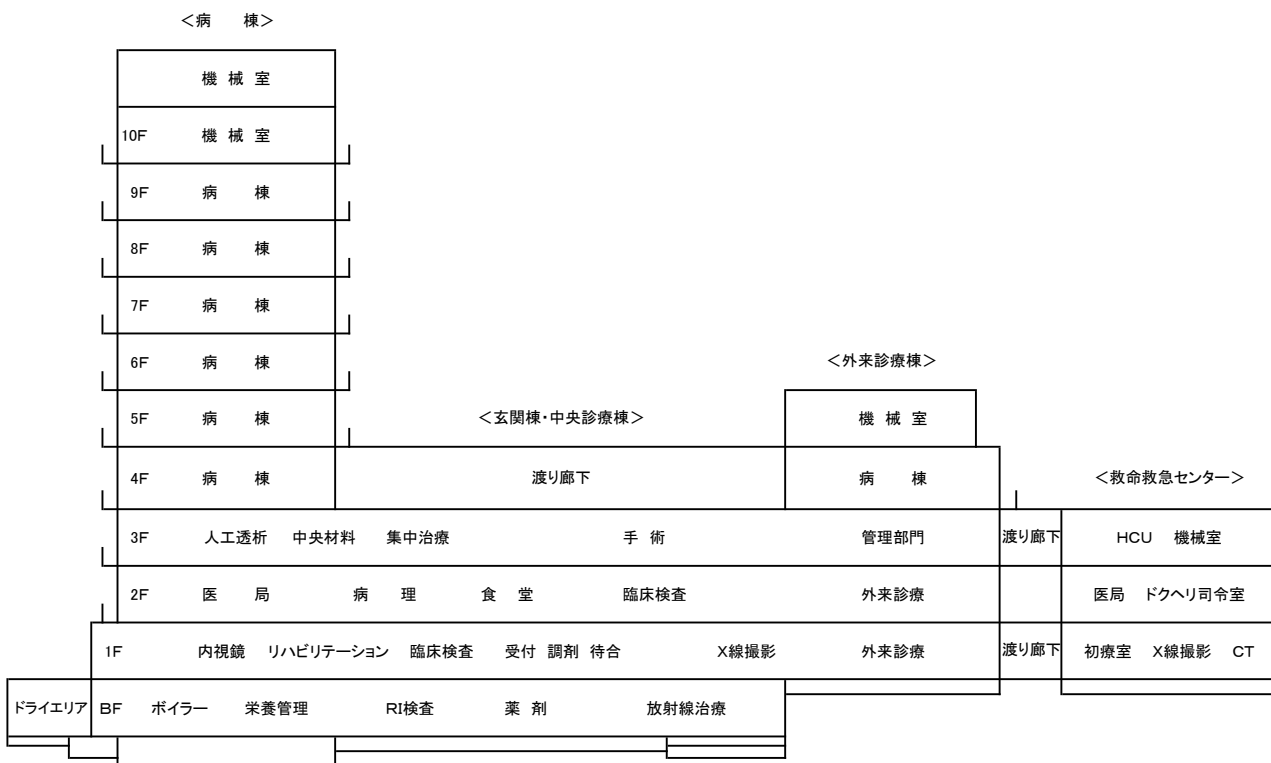 <病　棟>
機 械 室
10F 機 械 室
9F 病　棟
8F 病　棟
7F 病　棟
6F 病　棟
<外来診療棟>
5F 病　棟 <玄関棟・中央診療棟> 機 械 室
4F 病　棟 渡り廊下 病　棟 <救命救急センター>
3F 人工透析 中央材料 集中治療 手 術 管理部門 渡り廊下 HCU 機械室
2F 医　局 病　理 食 堂 臨床検査 外来診療 医局 ドクヘリ司令室
1F 内視鏡 リハビリテーション 臨床検査 受付 調剤 待合 X線撮影 外来診療 渡り廊下 初療室 X線撮影 CT
ドライエリア BF ボイラー 栄養管理 RI検査 薬 剤 放射線治療